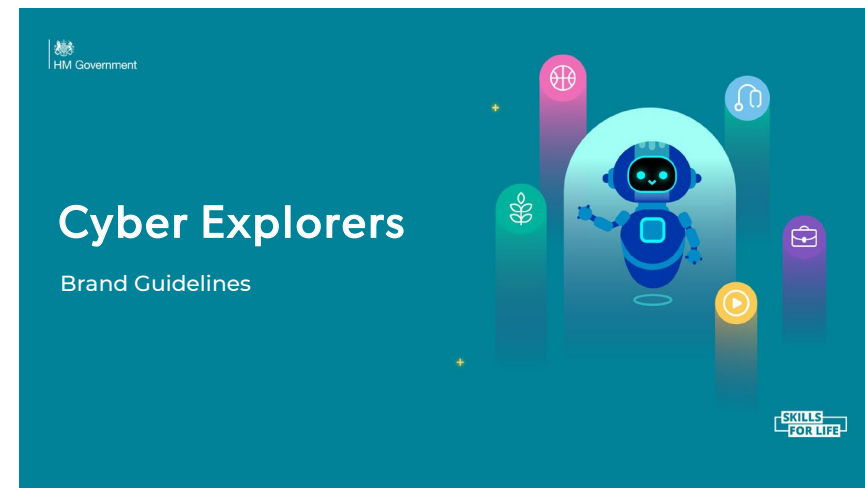 HM Government
Cyber Explorers
Brand Guidelines
SKILLS
FOR LIFE